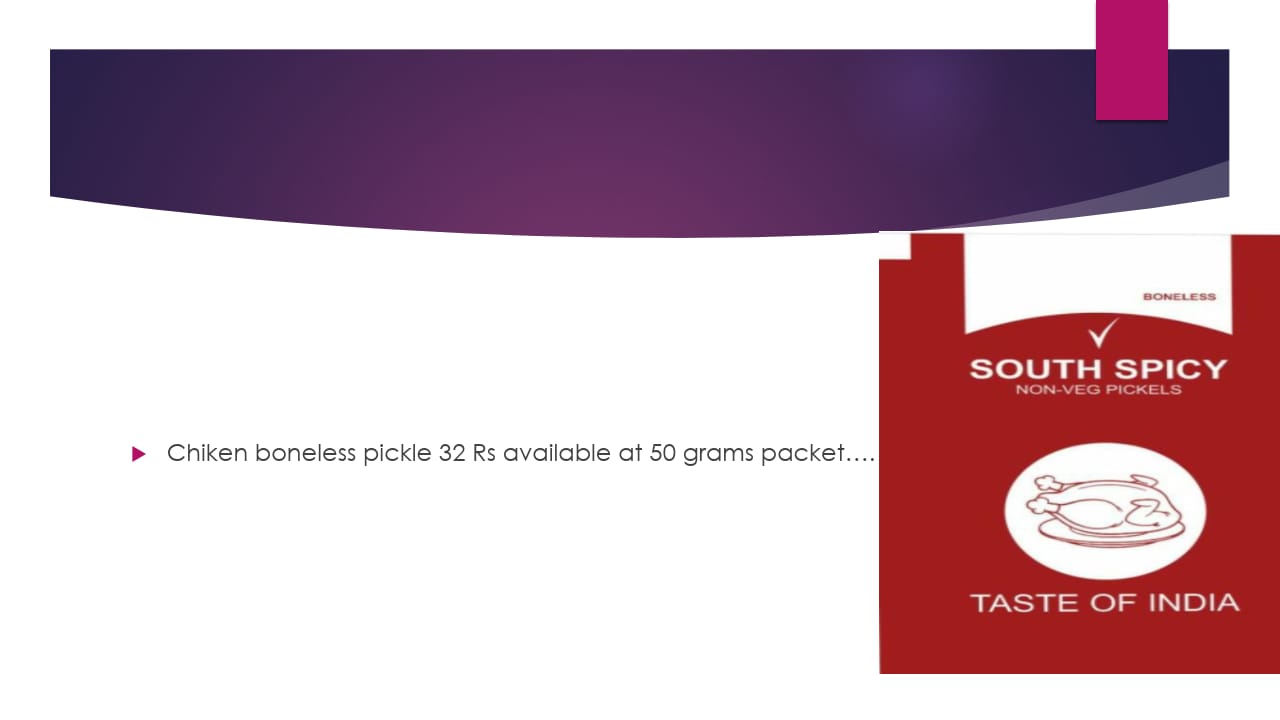 BONELESS
SOUTH SPICY
NON-VEG PICKELS
Chiken boneless pickle 32 Rs available at 50 grams packet….
TASTE OF INDIA